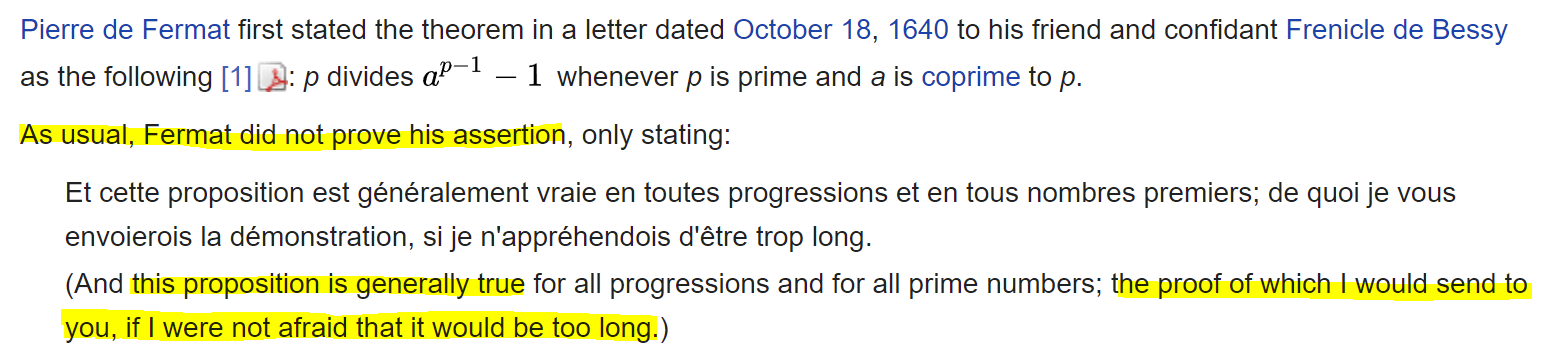 Pierre de Fermat first stated the theorem in a letter dated October 18, 1640 to his friend and confidant Frenicle de Bessy
as the following [1] : p divides a^{p−1} − 1 whenever p is prime and a is coprime to p.
As usual, Fermat did not prove his assertion, only stating:
Et cette proposition est généralement vraie en toutes progressions et en tous nombres premiers; de quoi je vous
envoierois la démonstration, si je n'appréhendois d'être trop long.
(And this proposition is generally true for all progressions and for all prime numbers; the proof of which I would send to
you, if I were not afraid that it would be too long.)